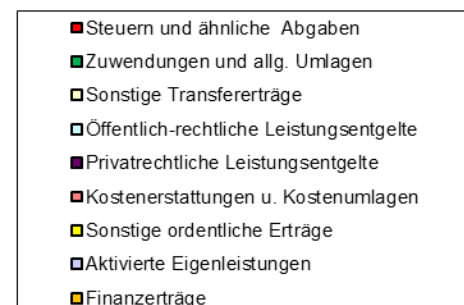 Steuern und ähnliche Abgaben
Zuwendungen und allg. Umlagen
Sonstige Transfererträge
Öffentlich-rechtliche Leistungsentgelte
Privatrechtliche Leistungsentgelte
Kostenerstattungen u. Kostenumlagen
Sonstige ordentliche Erträge
Aktivierte Eigenleistungen
Finanzerträge